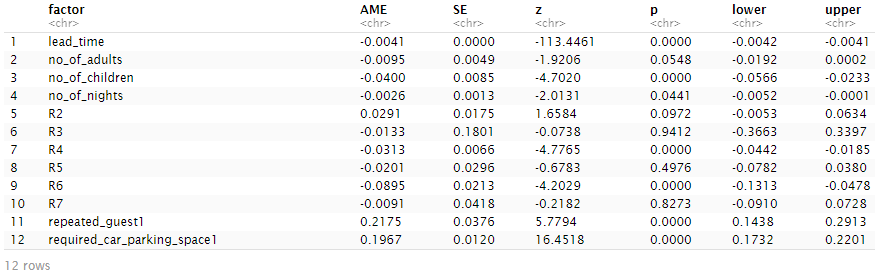 factor AME SE z p lower upper
<chr> <chr> <chr> <chr> <chr> <chr> <chr>
1 lead_time -0.0041 0.0000 -113.4461 0.0000 -0.0042 -0.0041
2 no_of_adults -0.0095 0.0049 -1.9206 0.0548 -0.0192 0.0002
3 no_of_children -0.0400 0.0085 -4.7020 0.0000 -0.0566 -0.0233
4 no_of_nights -0.0026 0.0013 -2.0131 0.0441 -0.0052 -0.0001
5 R2 0.0291 0.0175 1.6584 0.0972 -0.0053 0.0634
6 R3 -0.0133 0.1801 -0.0738 0.9412 -0.3663 0.3397
7 R4 -0.0313 0.0066 -4.7765 0.0000 -0.0442 -0.0185
8 R5 -0.0201 0.0296 -0.6783 0.4976 -0.0782 0.0380
9 R6 -0.0895 0.0213 -4.2029 0.0000 -0.1313 -0.0478
10 R7 -0.0091 0.0418 -0.2182 0.8273 -0.0910 0.0728
11 repeated_guest1 0.2175 0.0376 5.7794 0.0000 0.1438 0.2913
12 required_car_parking_space1 0.1967 0.0120 16.4518 0.0000 0.1732 0.2201
12 rows